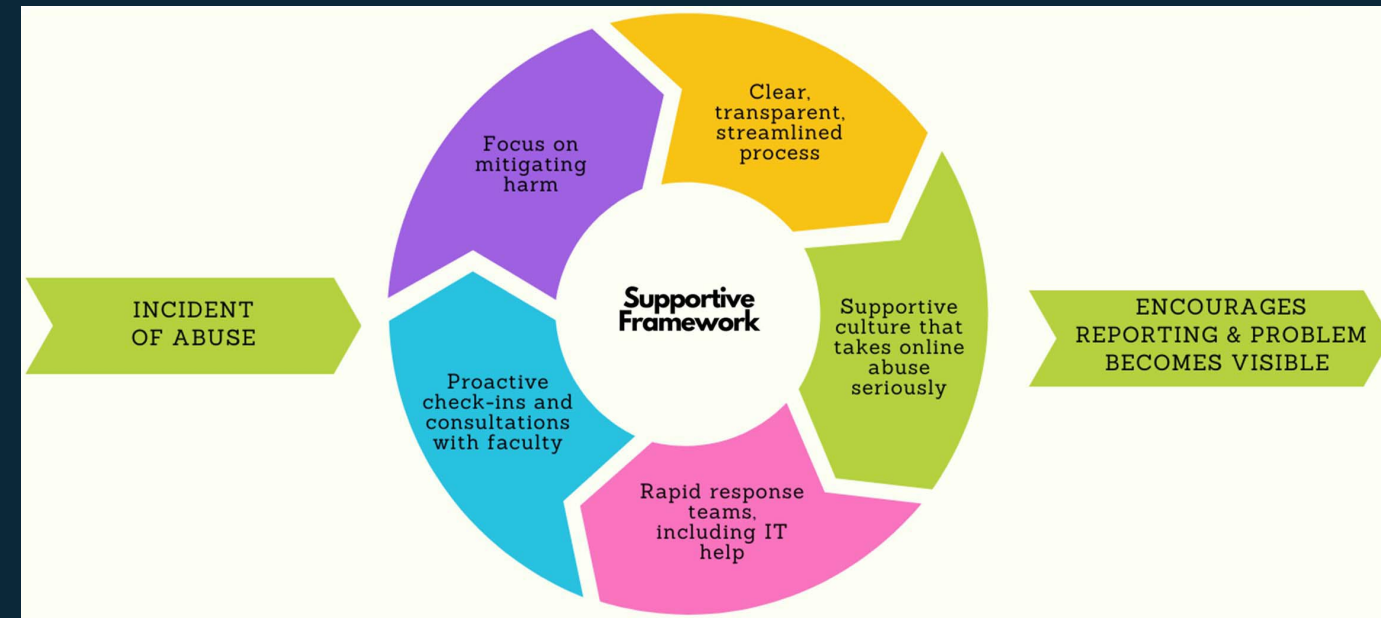 INCIDENT
OF ABUSE
Focus on
mitigating
harm
Clear,
transparent,
streamlined
process
Supportive
culture that
takes online
abuse
seriously
Rapid response
teams,
including IT
help
Proactive
check-ins and
consultations
with faculty
Supportive
Framework
ENCOURAGES
REPORTING & PROBLEM
BECOMES VISIBLE